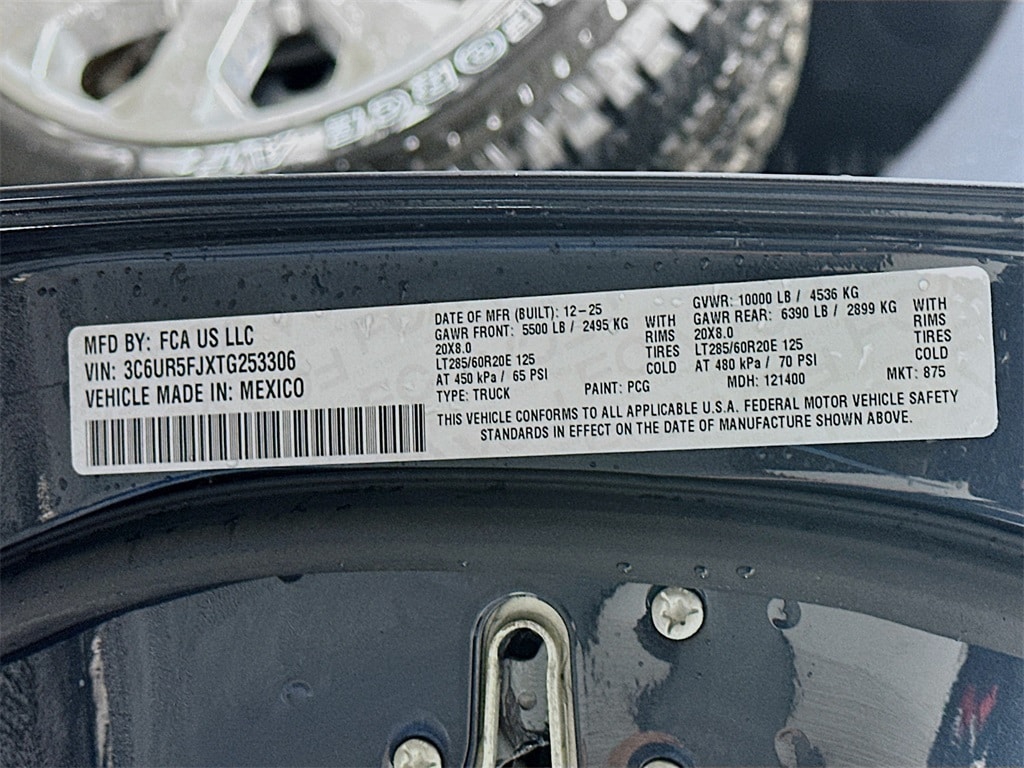 MFD BY: FCA US LLC
VIN: 3C6UR5FJXTG253306
VEHICLE MADE IN: MEXICO
DATE OF MFR (BUILT): 12-25
GAWR FRONT: 5500 LB / 2495 KG
20X8.0
LT285/60R20E 125
AT 450 kPa / 65 PSI
WITH
RIMS
TIRES
COLD
TYPE: TRUCK
PAINT: PCG
GVWR: 10000 LB / 4536 KG
GAWR REAR: 6390 LB / 2899 KG
20X8.0
LT285/60R20E 125
AT 480 kPa / 70 PSI
WITH
RIMS
TIRES
COLD
MDH: 121400
MKT: 875
THIS VEHICLE CONFORMS TO ALL APPLICABLE U.S.A. FEDERAL MOTOR VEHICLE SAFETY
STANDARDS IN EFFECT ON THE DATE OF MANUFACTURE SHOWN ABOVE.